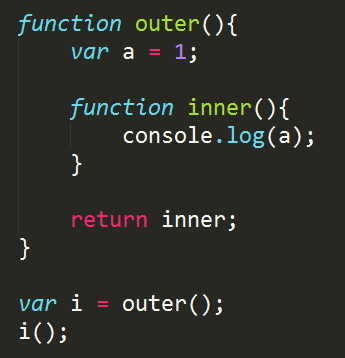 function outer(){
    var a = 1;

    function inner(){
        console.log(a);
    }

    return inner;
}

var i = outer();
i();